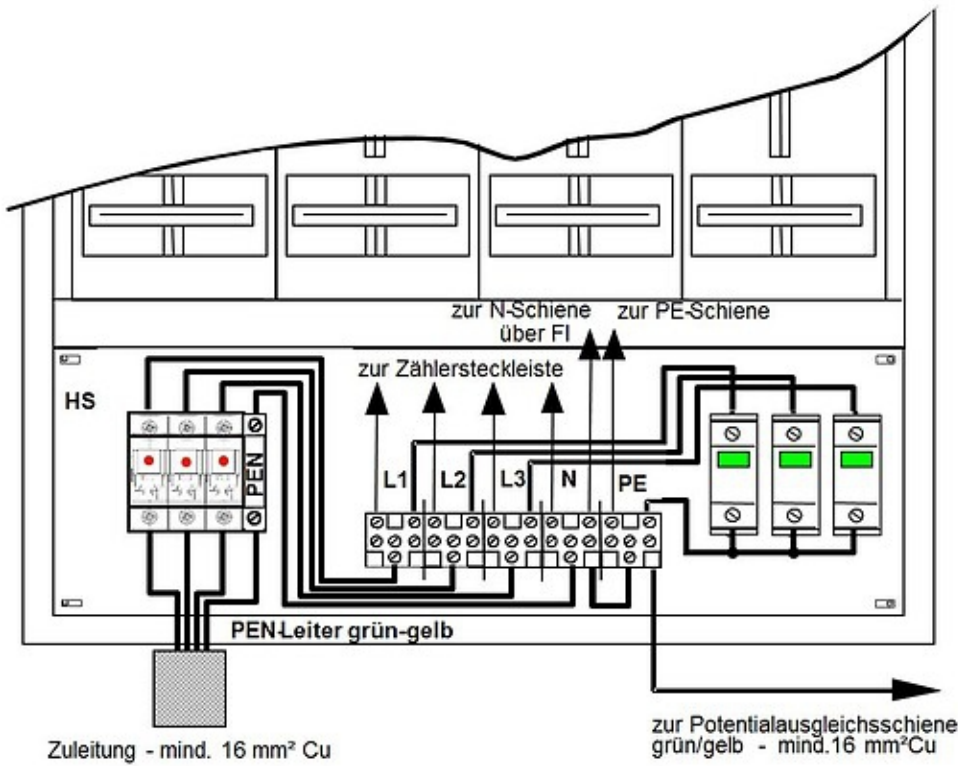 zur N-Schiene
über FI
zur PE-Schiene
zur Zählersteckleiste
HS
PEN
L1
L2
L3
N
PE
PEN-Leiter grün-gelb
Zuleitung - mind. 16 mm² Cu
zur Potentialausgleichsschiene
grün/gelb - mind.16 mm²Cu